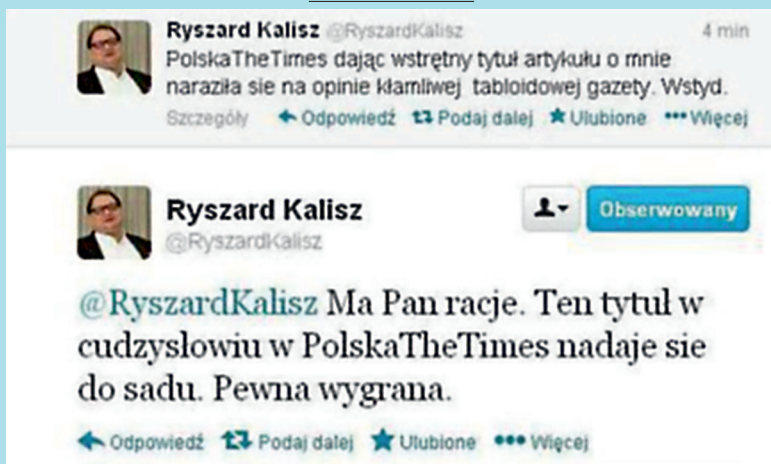 Ryszard Kalisz @RyszardKalisz 4 min
PolskaTheTimes dając wstrętny tytuł artykułu o mnie
naraziła sie na opinie kłamliwej tabloidowej gazety. Wstyd.
Szczegóły Odpowiedź Podaj dalej Ulubione Więcej
Ryszard Kalisz Obserwowany
@RyszardKalisz
@RyszardKalisz Ma Pan racje. Ten tytuł w
cudzysłowiu w PolskaTheTimes nadaje sie
do sadu. Pewna wygrana.
Odpowiedź Podaj dalej Ulubione Więcej